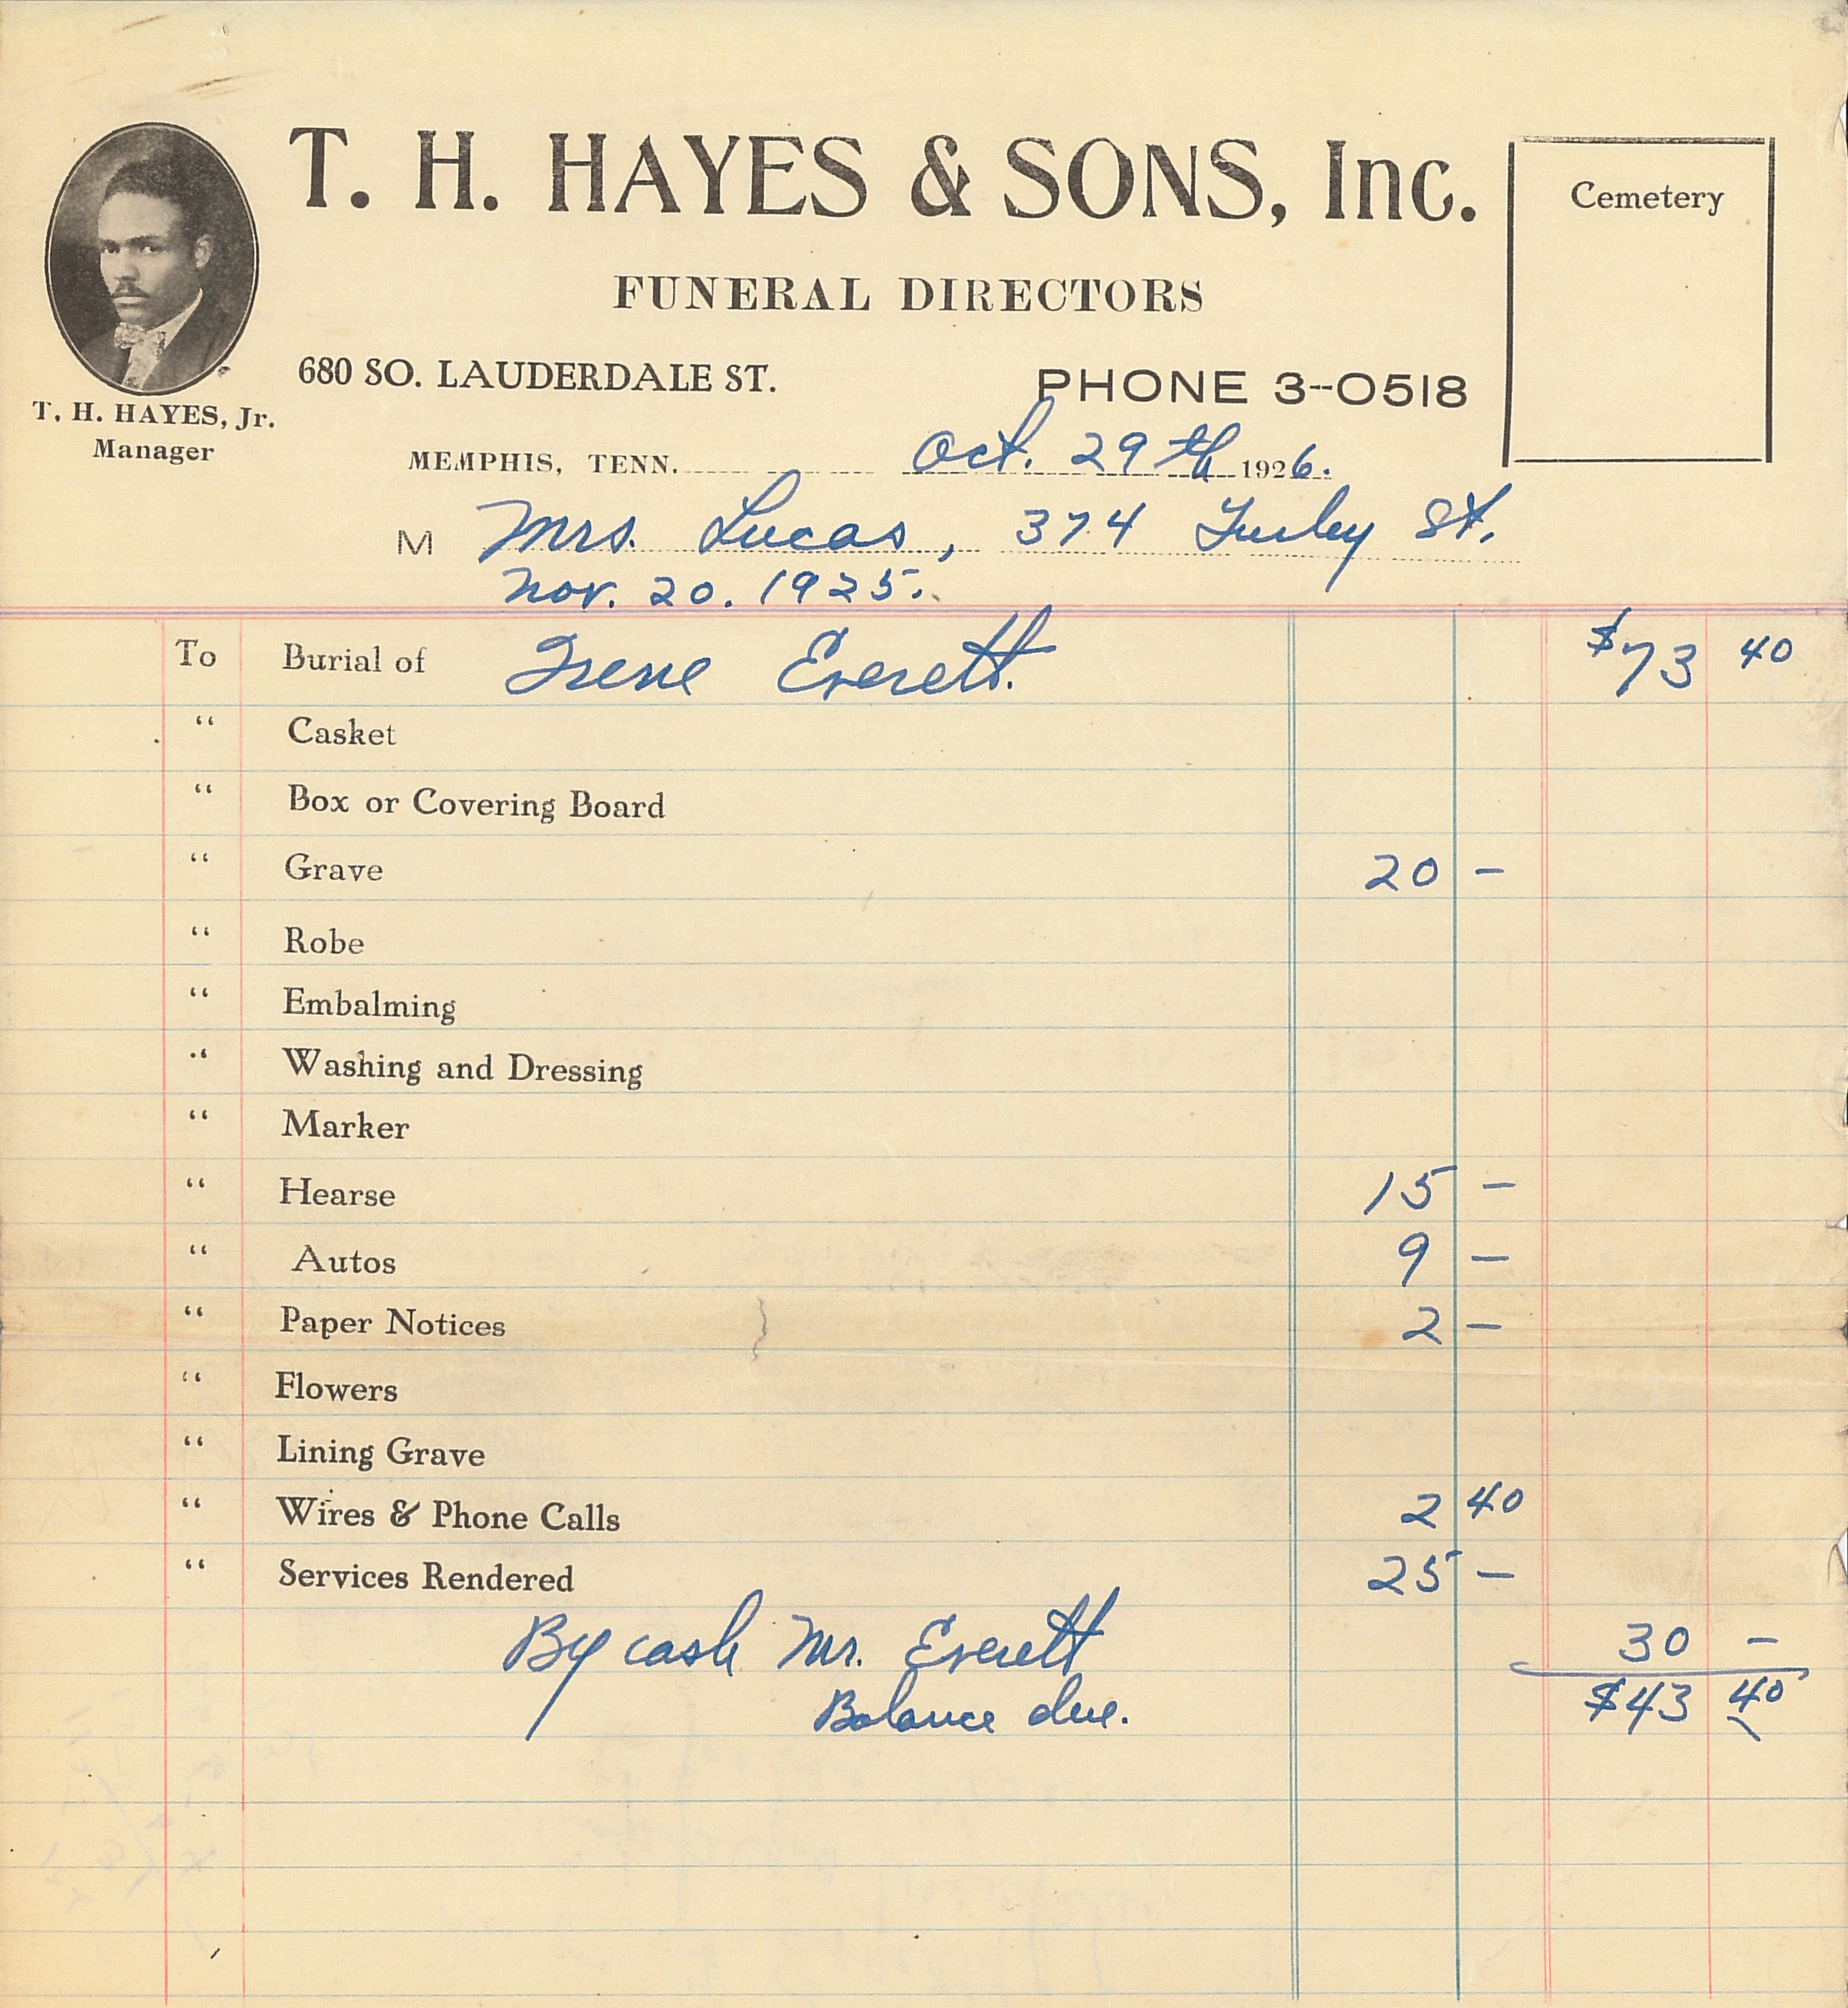 T. H. HAYES & SONS, Inc.
Cemetery
FUNERAL DIRECTORS
680 SO. LAUDERDALE ST. PHONE 3--0518
T. H. HAYES, Jr.
Manager
MEMPHIS, TENN. Oct. 29th 1926.
M Mrs. Lucas, 374 Turley St.
Nov. 20. 1925.
To Burial of Irene Everett. $73 40
" Casket
" Box or Covering Board
" Grave 20 –
" Robe
" Embalming
" Washing and Dressing
" Marker
" Hearse 15 –
" Autos 9 –
" Paper Notices 2 –
" Flowers
" Lining Grave
" Wires & Phone Calls 2 40
" Services Rendered 25 –
By cash Mr. Everett 30 –
Balance due. $43 40